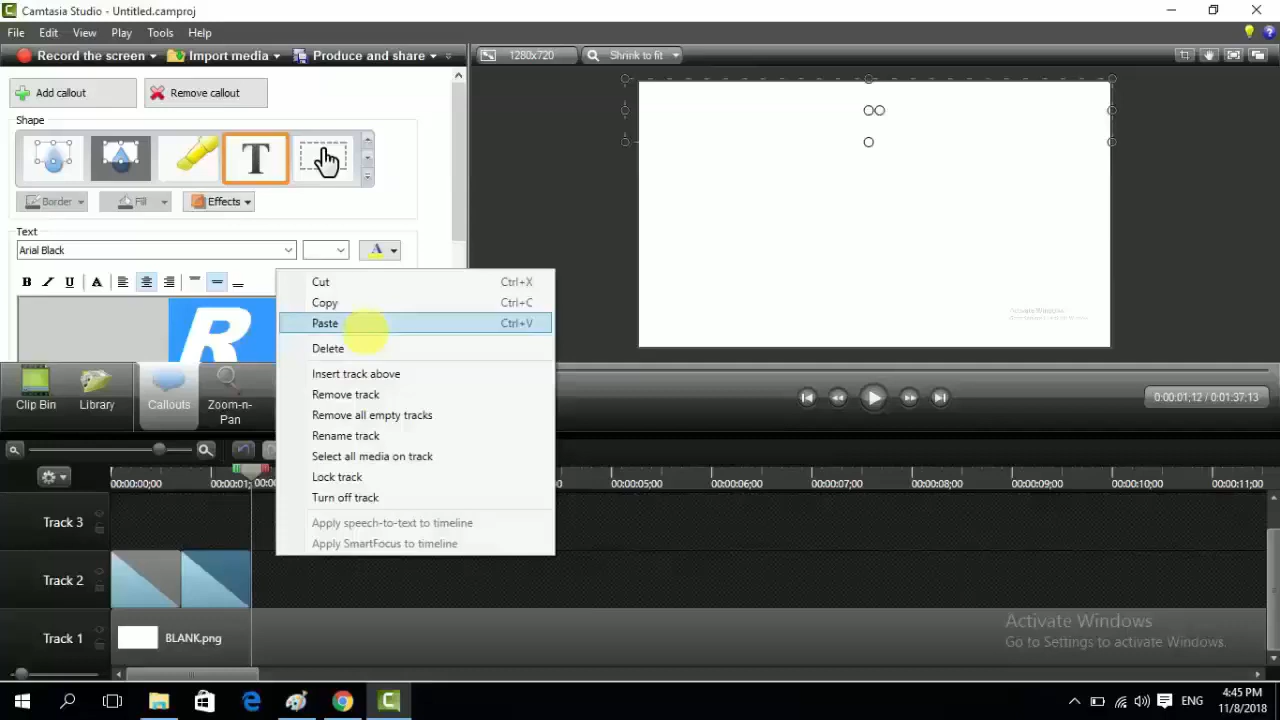 Camtasia Studio - Untitled.camproj
File Edit View Play Tools Help
Record the screen Import media Produce and share
1280x720 Shrink to fit
Add callout Remove callout
Shape
T
Border Fill Effects
Text
Arial Black A
B I U A
R
Cut Ctrl+X
Copy Ctrl+C
Paste Ctrl+V
Delete
Insert track above
Remove track
Remove all empty tracks
Rename track
Select all media on track
Lock track
Turn off track
Apply speech-to-text to timeline
Apply SmartFocus to timeline
Activate Windows
Clip Bin Library Callouts Zoom-n-Pan
0:00:01;12 / 0:01:37;13
00:00:00;00 00:00:01; 00:00:05;00 00:00:06;00 00:00:07;00 00:00:08;00 00:00:09;00 00:00:10;00 00:00:11;00
Track 3
Track 2
Track 1 BLANK.png
Activate Windows
Go to Settings to activate Windows.
ENG 4:45 PM
11/8/2018